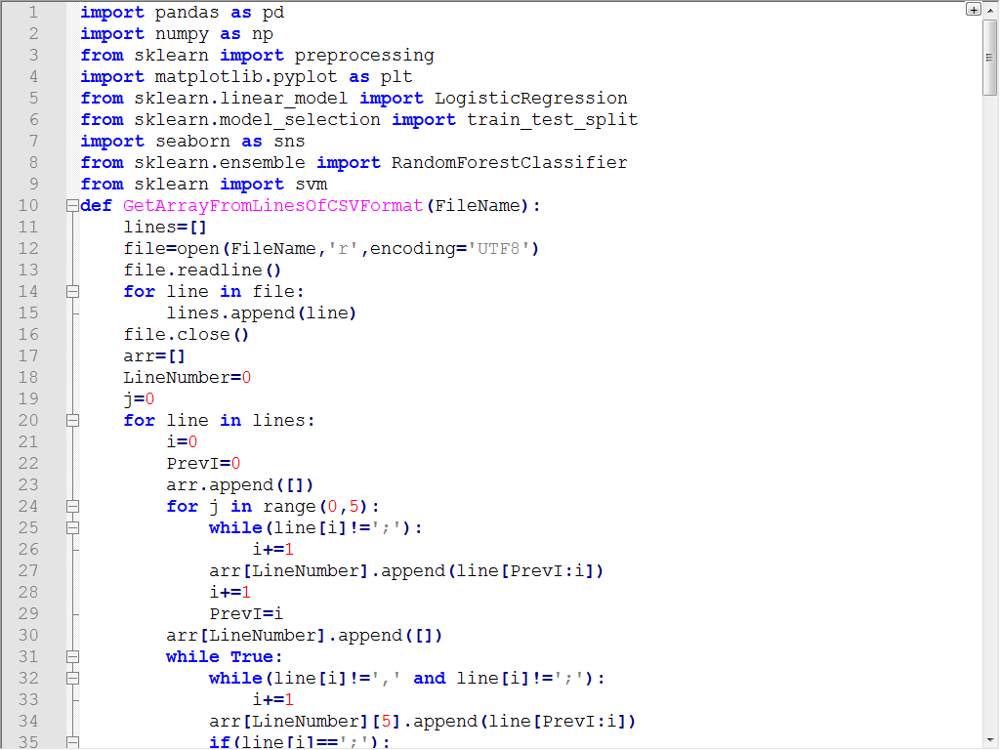 1 import pandas as pd
2 import numpy as np
3 from sklearn import preprocessing
4 import matplotlib.pyplot as plt
5 from sklearn.linear_model import LogisticRegression
6 from sklearn.model_selection import train_test_split
7 import seaborn as sns
8 from sklearn.ensemble import RandomForestClassifier
9 from sklearn import svm
10 def GetArrayFromLinesOfCSVFormat(FileName):
11     lines=[]
12     file=open(FileName,'r',encoding='UTF8')
13     file.readline()
14     for line in file:
15         lines.append(line)
16     file.close()
17     arr=[]
18     LineNumber=0
19     j=0
20     for line in lines:
21         i=0
22         PrevI=0
23         arr.append([])
24         for j in range(0,5):
25             while(line[i]!=';'):
26                 i+=1
27             arr[LineNumber].append(line[PrevI:i])
28             i+=1
29             PrevI=i
30         arr[LineNumber].append([])
31         while True:
32             while(line[i]!=',' and line[i]!=';'):
33                 i+=1
34             arr[LineNumber][5].append(line[PrevI:i])
35             if(line[i]==';'):